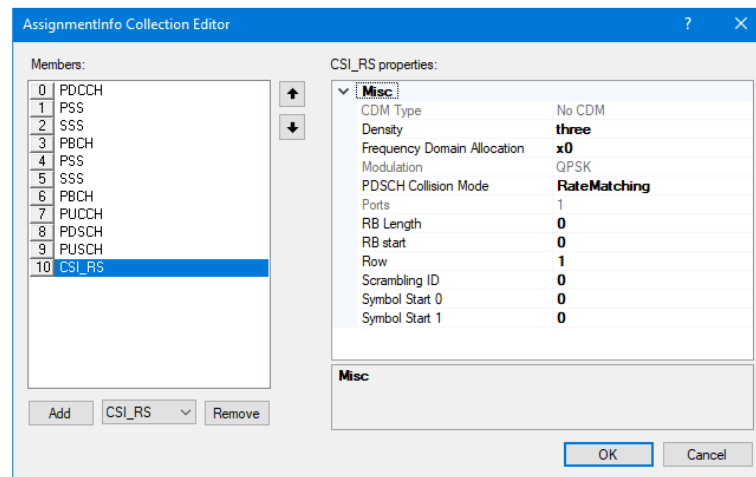 AssignmentInfo Collection Editor
? ×
Members:
0 PDCCH
1 PSS
2 SSS
3 PBCH
4 PSS
5 SSS
6 PBCH
7 PUCCH
8 PDSCH
9 PUSCH
10 CSI_RS
Add CSI_RS Remove
CSI_RS properties:
Misc
CDM Type No CDM
Density three
Frequency Domain Allocation x0
Modulation QPSK
PDSCH Collision Mode RateMatching
Ports 1
RB Length 0
RB start 0
Row 1
Scrambling ID 0
Symbol Start 0 0
Symbol Start 1 0
Misc
OK Cancel